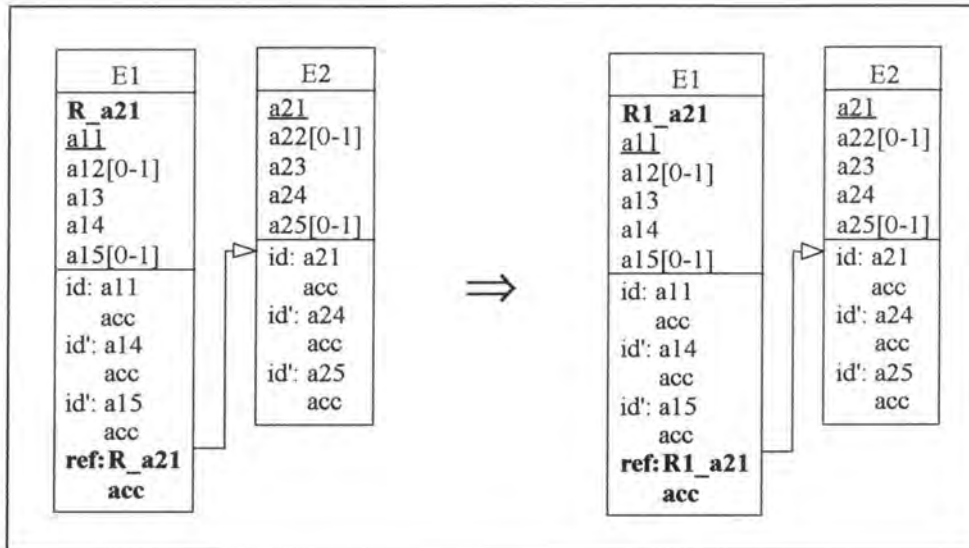 E1
R_a21
a11
a12[0-1]
a13
a14
a15[0-1]
id: a11
acc
id': a14
acc
id': a15
acc
ref: R_a21
acc
E2
a21
a22[0-1]
a23
a24
a25[0-1]
id: a21
acc
id': a24
acc
id': a25
acc
⇒
E1
R1_a21
a11
a12[0-1]
a13
a14
a15[0-1]
id: a11
acc
id': a14
acc
id': a15
acc
ref: R1_a21
acc
E2
a21
a22[0-1]
a23
a24
a25[0-1]
id: a21
acc
id': a24
acc
id': a25
acc